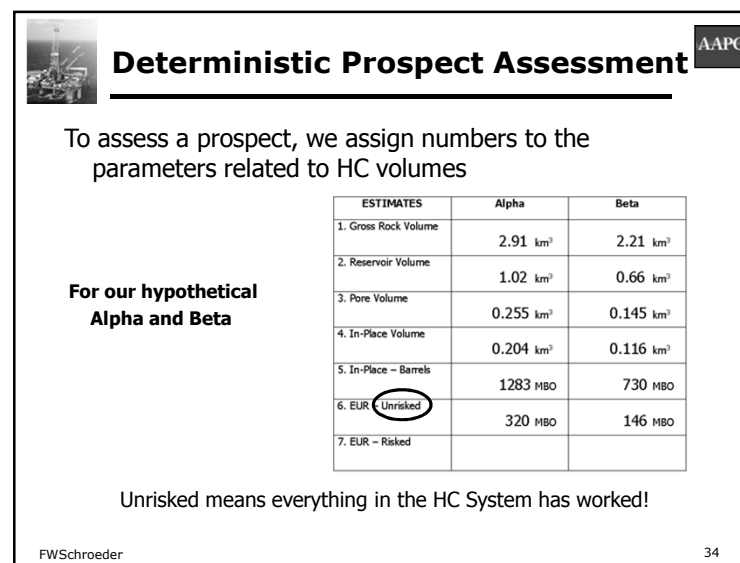 Deterministic Prospect Assessment
AAPG
To assess a prospect, we assign numbers to the
parameters related to HC volumes
For our hypothetical
Alpha and Beta
ESTIMATES Alpha Beta
1. Gross Rock Volume 2.91 km³ 2.21 km³
2. Reservoir Volume 1.02 km³ 0.66 km³
3. Pore Volume 0.255 km³ 0.145 km³
4. In-Place Volume 0.204 km³ 0.116 km³
5. In-Place – Barrels 1283 MBO 730 MBO
6. EUR – Unrisked 320 MBO 146 MBO
7. EUR – Risked
Unrisked means everything in the HC System has worked!
FWSchroeder
34